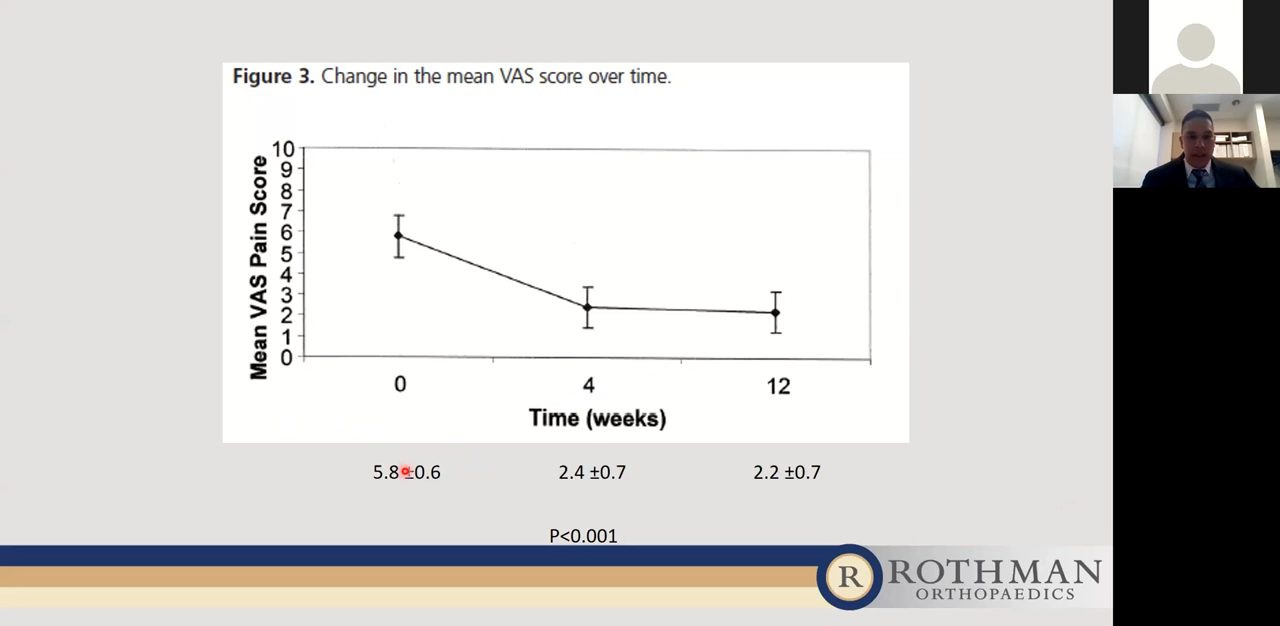 Figure 3. Change in the mean VAS score over time.
Mean VAS Pain Score
10
9
8
7
6
5
4
3
2
1
0
0 4 12
Time (weeks)
5.8±0.6 2.4 ±0.7 2.2 ±0.7
P<0.001
R ROTHMAN
ORTHOPAEDICS